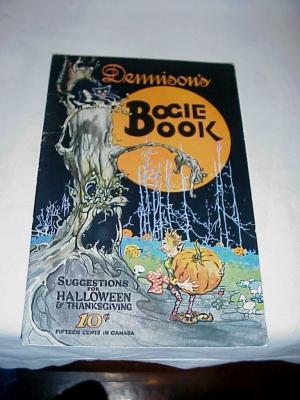 Dennison's
BOGIE
BOOK
SUGGESTIONS
FOR
HALLOWEEN
& THANKSGIVING
10¢
FIFTEEN CENTS IN CANADA